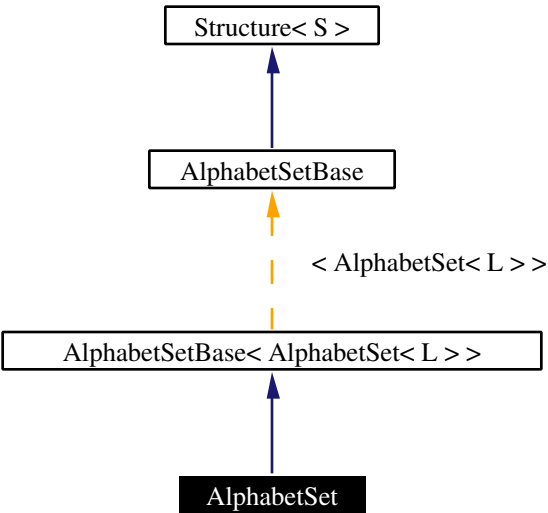 Structure< S >
AlphabetSetBase
< AlphabetSet< L > >
AlphabetSetBase< AlphabetSet< L > >
AlphabetSet